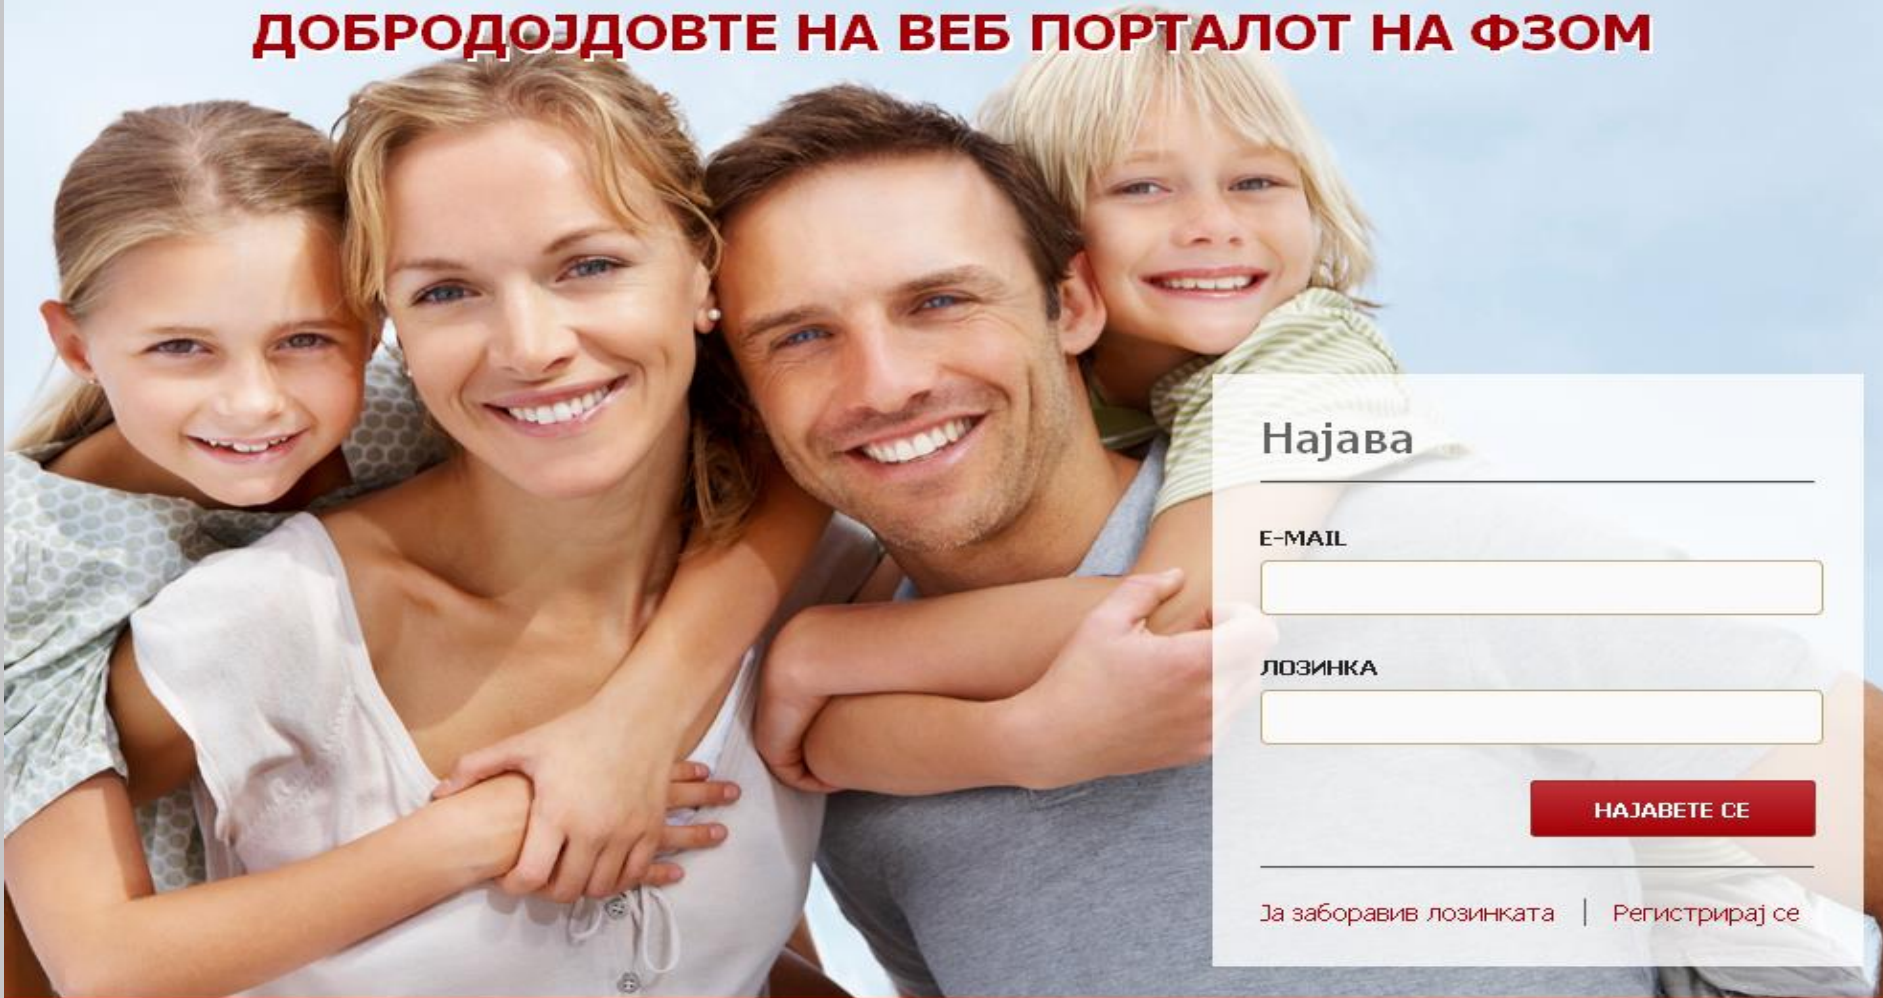 ДОБРОДОЈДОВТЕ НА ВЕБ ПОРТАЛОТ НА ФЗОМ
Најава
E-MAIL
ЛОЗИНКА
НАЈАВЕТЕ СЕ
Ја заборавив лозинката | Регистрирај се